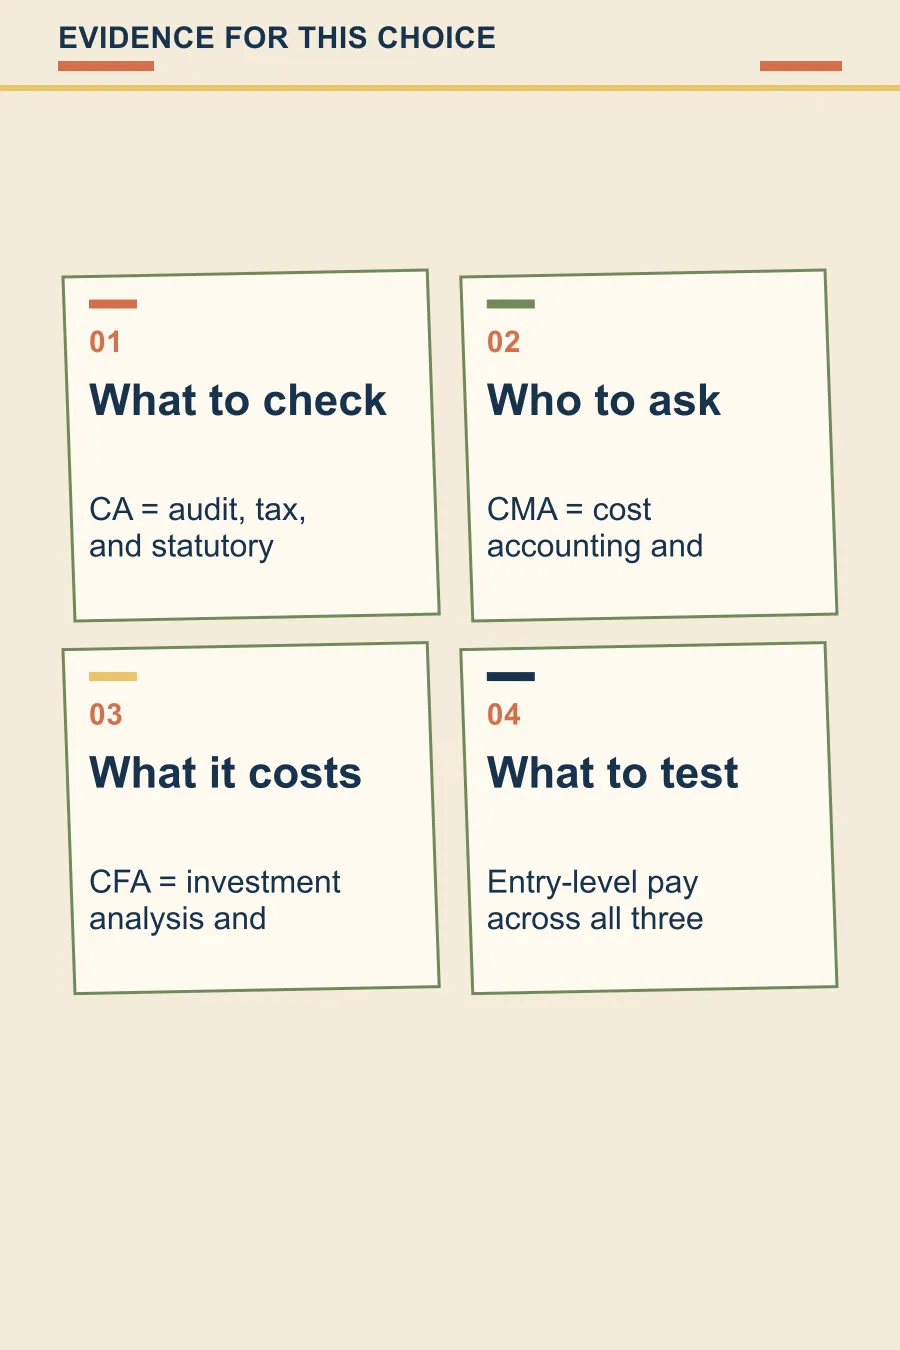 EVIDENCE FOR THIS CHOICE
01
What to check
CA = audit, tax,
and statutory
02
Who to ask
CMA = cost
accounting and
03
What it costs
CFA = investment
analysis and
04
What to test
Entry-level pay
across all three